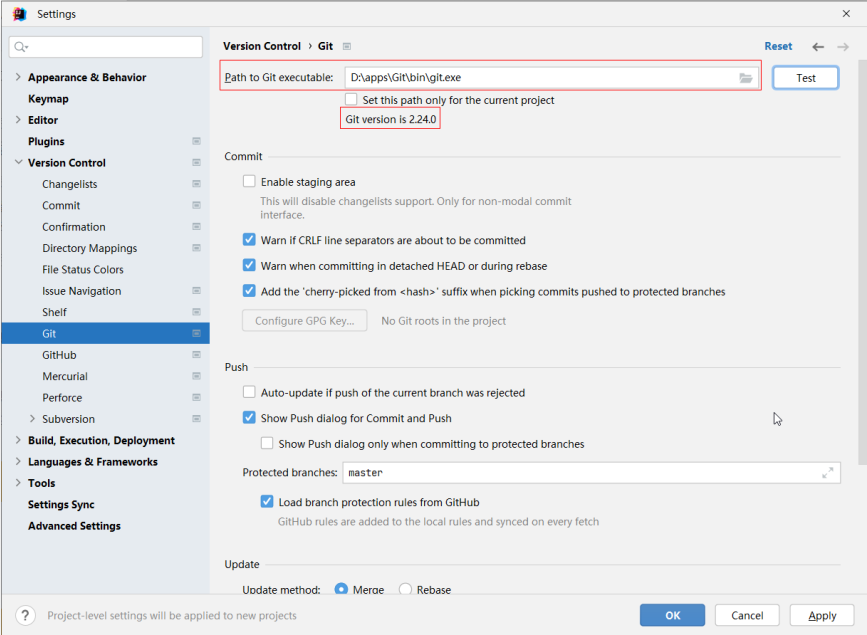 Settings
Version Control › Git
Reset
Path to Git executable:
D:\apps\Git\bin\git.exe
Test
Set this path only for the current project
Git version is 2.24.0
Appearance & Behavior
Keymap
Editor
Plugins
Version Control
Changelists
Commit
Confirmation
Directory Mappings
File Status Colors
Issue Navigation
Shelf
Git
GitHub
Mercurial
Perforce
Subversion
Build, Execution, Deployment
Languages & Frameworks
Tools
Settings Sync
Advanced Settings
Commit
Enable staging area
This will disable changelists support. Only for non-modal commit
interface.
Warn if CRLF line separators are about to be committed
Warn when committing in detached HEAD or during rebase
Add the 'cherry-picked from <hash>' suffix when picking commits pushed to protected branches
Configure GPG Key...
No Git roots in the project
Push
Auto-update if push of the current branch was rejected
Show Push dialog for Commit and Push
Show Push dialog only when committing to protected branches
Protected branches:
master
Load branch protection rules from GitHub
GitHub rules are added to the local rules and synced on every fetch
Update
Update method:
Merge
Rebase
?
Project-level settings will be applied to new projects
OK
Cancel
Apply